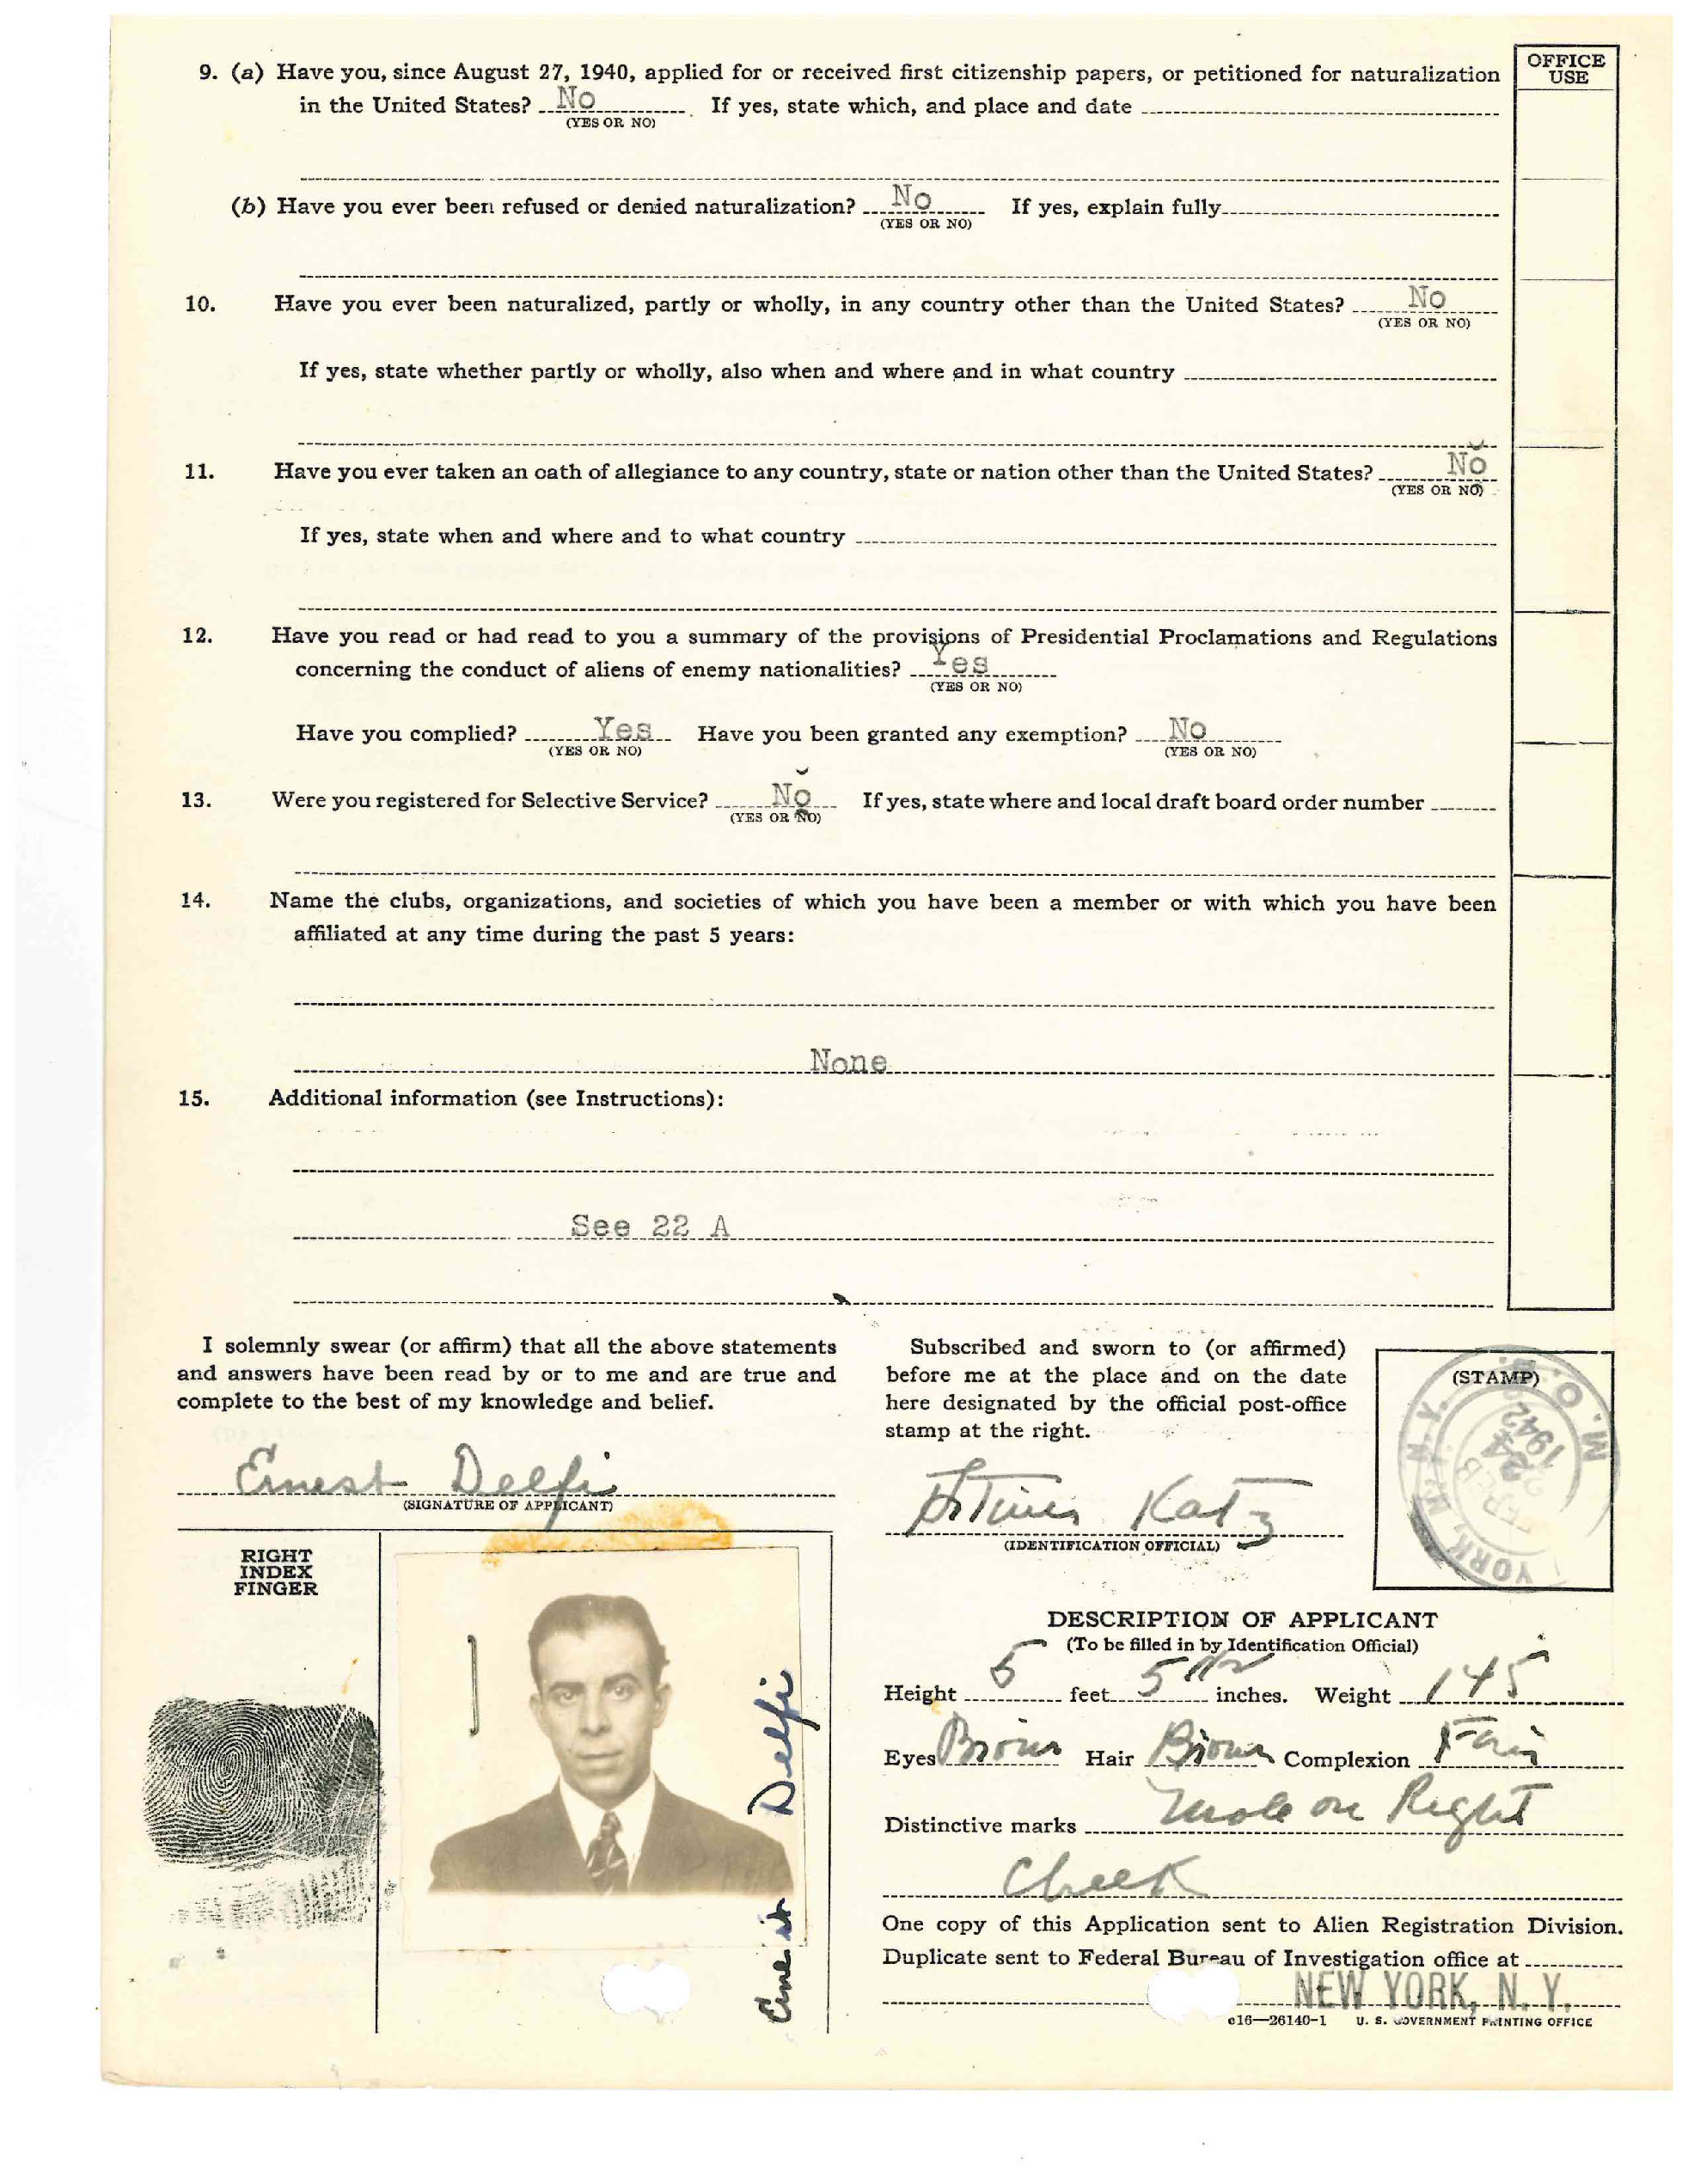 OFFICE
USE
9. (a) Have you, since August 27, 1940, applied for or received first citizenship papers, or petitioned for naturalization
in the United States? No. If yes, state which, and place and date
(YES OR NO)
(b) Have you ever been refused or denied naturalization? No If yes, explain fully
(YES OR NO)
10. Have you ever been naturalized, partly or wholly, in any country other than the United States? No
(YES OR NO)
If yes, state whether partly or wholly, also when and where and in what country
11. Have you ever taken an oath of allegiance to any country, state or nation other than the United States? No
(YES OR NO)
If yes, state when and where and to what country
12. Have you read or had read to you a summary of the provisions of Presidential Proclamations and Regulations
concerning the conduct of aliens of enemy nationalities? Yes
(YES OR NO)
Have you complied? Yes Have you been granted any exemption? No
(YES OR NO) (YES OR NO)
13. Were you registered for Selective Service? No If yes, state where and local draft board order number
(YES OR NO)
14. Name the clubs, organizations, and societies of which you have been a member or with which you have been
affiliated at any time during the past 5 years:
None
15. Additional information (see Instructions):
See 22 A
I solemnly swear (or affirm) that all the above statements
and answers have been read by or to me and are true and
complete to the best of my knowledge and belief.
Ernest Delfi
(SIGNATURE OF APPLICANT)
Subscribed and sworn to (or affirmed)
before me at the place and on the date
here designated by the official post-office
stamp at the right.
Katz
(IDENTIFICATION OFFICIAL)
(STAMP)
M. O. B.
FEB
24
1942
YORK, N. Y.
RIGHT
INDEX
FINGER
Ernest Delfi
DESCRIPTION OF APPLICANT
(To be filled in by Identification Official)
Height 5 feet 5 1/2 inches. Weight 145
Eyes Brown Hair Brown Complexion Fair
Distinctive marks Mole on Right
Cheek
One copy of this Application sent to Alien Registration Division.
Duplicate sent to Federal Bureau of Investigation office at
NEW YORK, N. Y.
c16—26140-1 U. S. GOVERNMENT PRINTING OFFICE